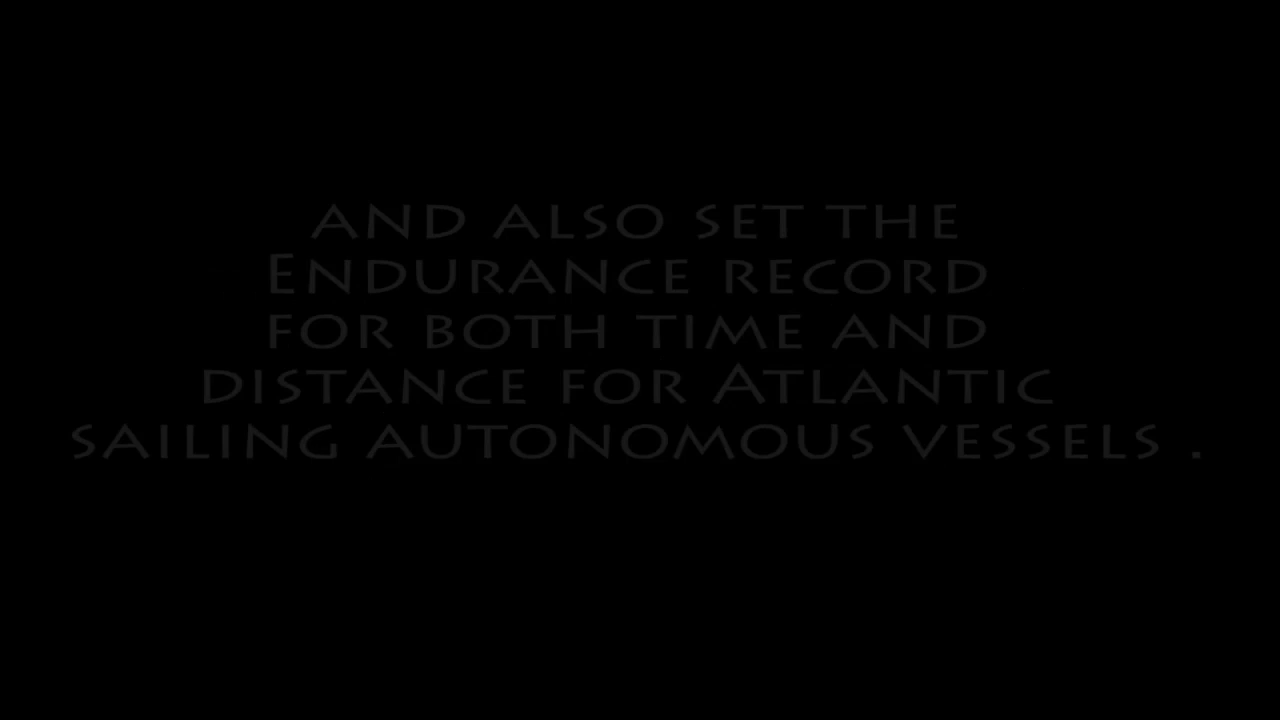 AND ALSO SET THE
ENDURANCE RECORD
FOR BOTH TIME AND
DISTANCE FOR ATLANTIC
SAILING AUTONOMOUS VESSELS .